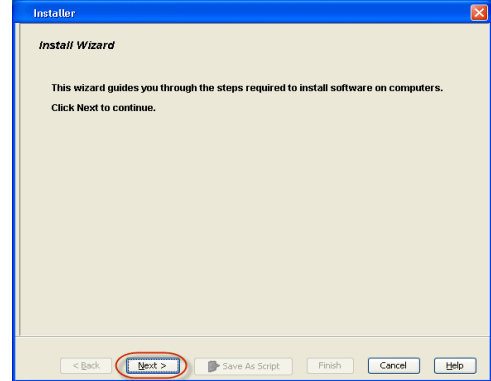 Installer
Install Wizard
This wizard guides you through the steps required to install software on computers.
Click Next to continue.
< Back Next > Save As Script Finish Cancel Help